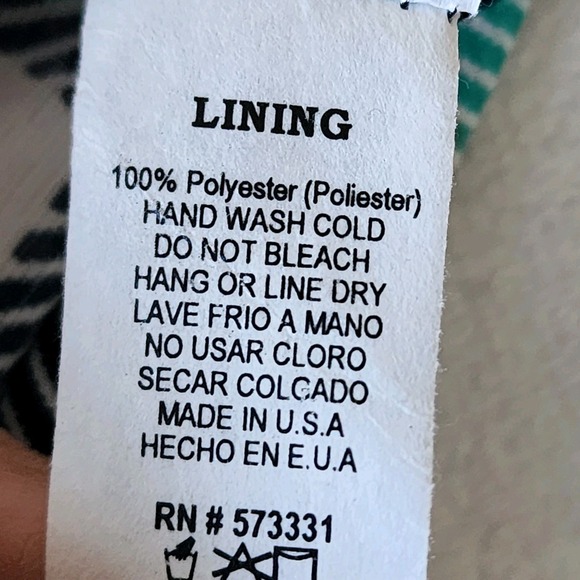 LINING
100% Polyester (Poliester)
HAND WASH COLD
DO NOT BLEACH
HANG OR LINE DRY
LAVE FRIO A MANO
NO USAR CLORO
SECAR COLGADO
MADE IN U.S.A
HECHO EN E.U.A
RN # 573331